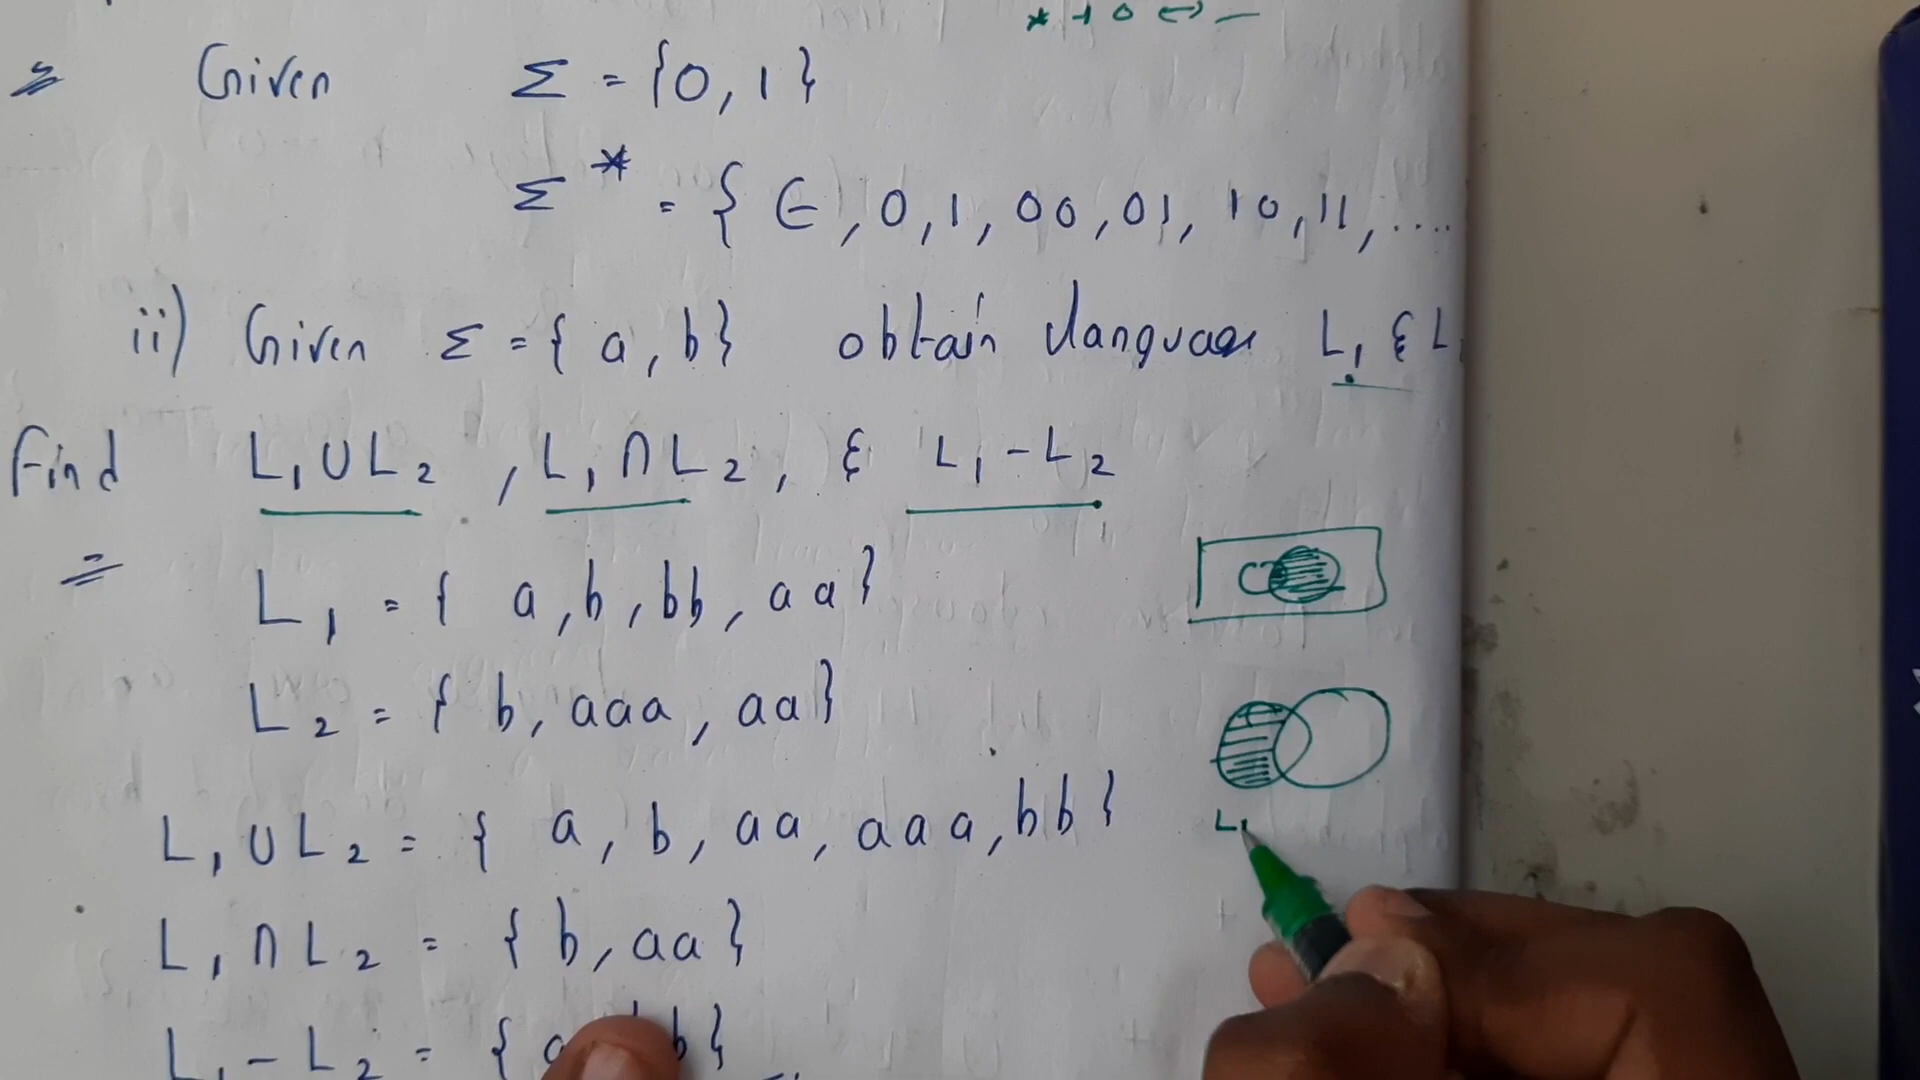 * + o <-> —
Given Σ = {0, 1}
Σ* = { ∈, 0, 1, 00, 01, 10, 11, ....
ii) Given Σ = { a, b} obtain language L₁ & L
Find L₁∪L₂, L₁∩L₂, & L₁-L₂
L₁ = { a, b, bb, aa}
L₂ = { b, aaa, aa}
L₁∪L₂ = { a, b, aa, aaa, bb}
L₁
L₁∩L₂ = { b, aa}
L₁-L₂ = { a b}